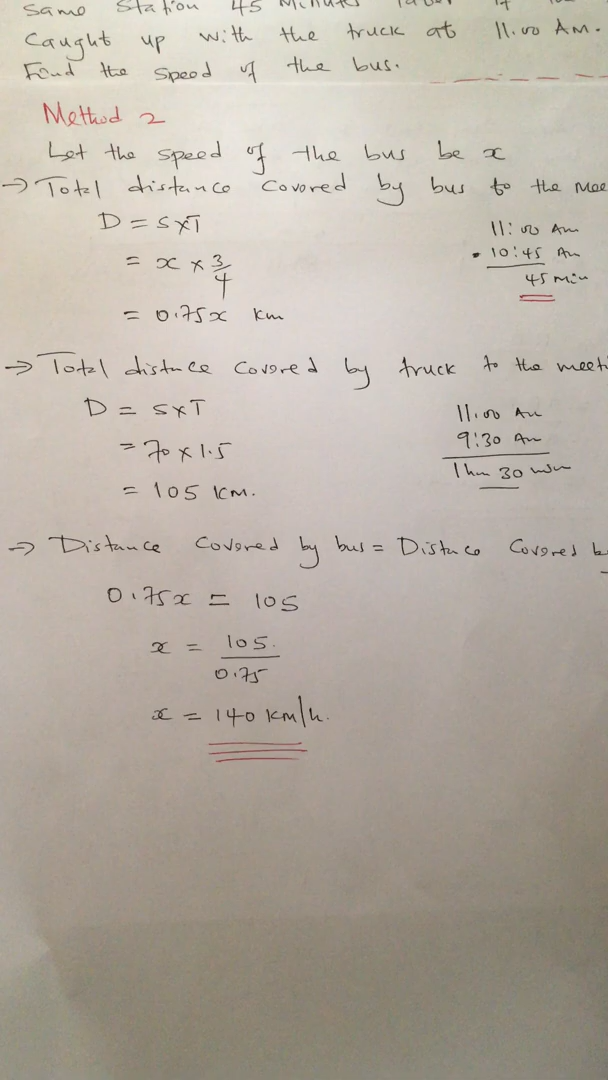 same station 45 minutes later
caught up with the truck at 11.00 AM.
Find the speed of the bus.
Method 2
Let the speed of the bus be x
→ Total distance covered by bus to the mee
D = S×T
11:00 Am
= x × 3/4
- 10:45 Am
45 min
= 0.75x km
→ Total distance covered by truck to the meeti
D = S×T
11.00 Am
= 70 × 1.5
9:30 Am
1 hr 30 min
= 105 KM.
→ Distance covered by bus = Distance covered b
0.75x = 105
x = 105/0.75
x = 140 km/h.